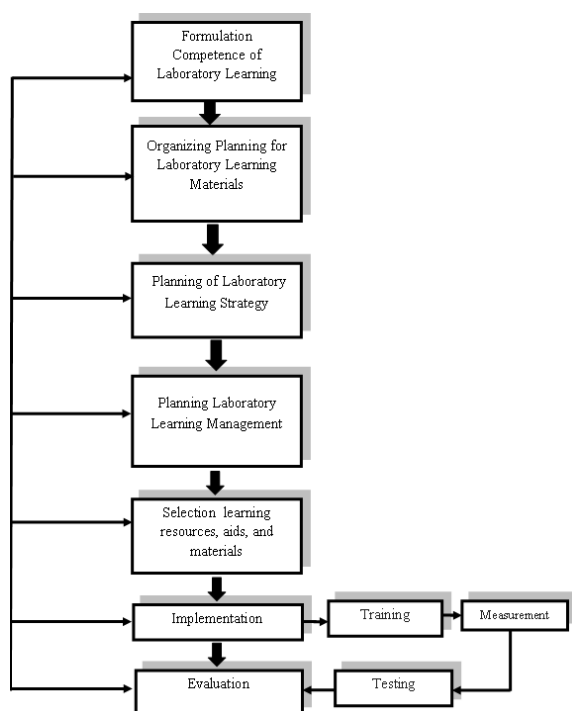 Formulation
Competence of
Laboratory Learning
Organizing Planning for
Laboratory Learning
Materials
Planning of Laboratory
Learning Strategy
Planning Laboratory
Learning Management
Selection learning
resources, aids, and
materials
Implementation
Training
Measurement
Evaluation
Testing